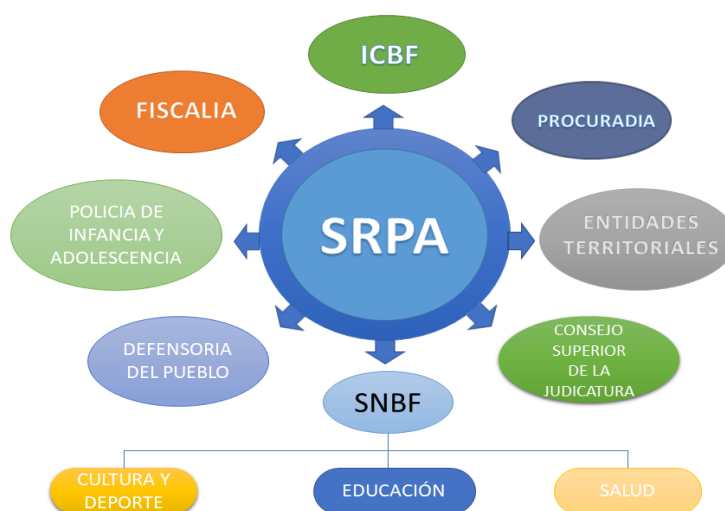 ICBF
FISCALIA
PROCURADIA
POLICIA DE
INFANCIA Y
ADOLESCENCIA
SRPA
ENTIDADES
TERRITORIALES
DEFENSORIA
DEL PUEBLO
CONSEJO
SUPERIOR
DE LA
JUDICATURA
SNBF
CULTURA Y
DEPORTE
EDUCACIÓN
SALUD